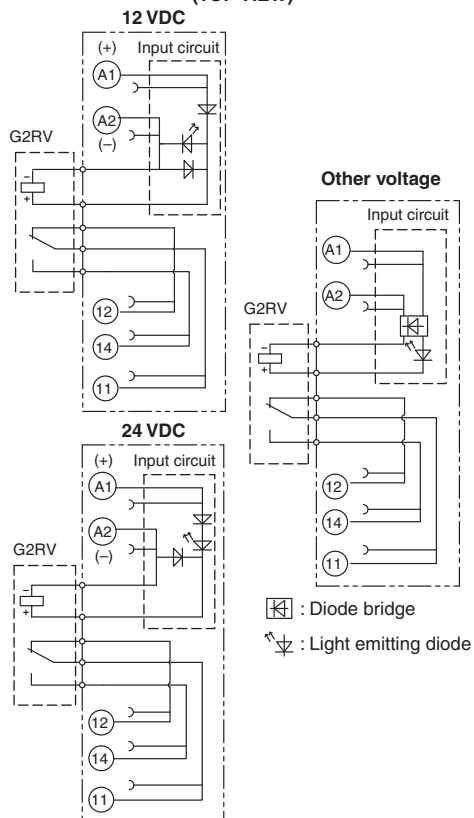 12 VDC
(+) Input circuit
A1
A2
(−)
G2RV
−
+
12
14
11
24 VDC
(+) Input circuit
A1
A2
(−)
G2RV
−
+
12
14
11
Other voltage
Input circuit
A1
A2
G2RV
−
+
12
14
11
: Diode bridge
: Light emitting diode